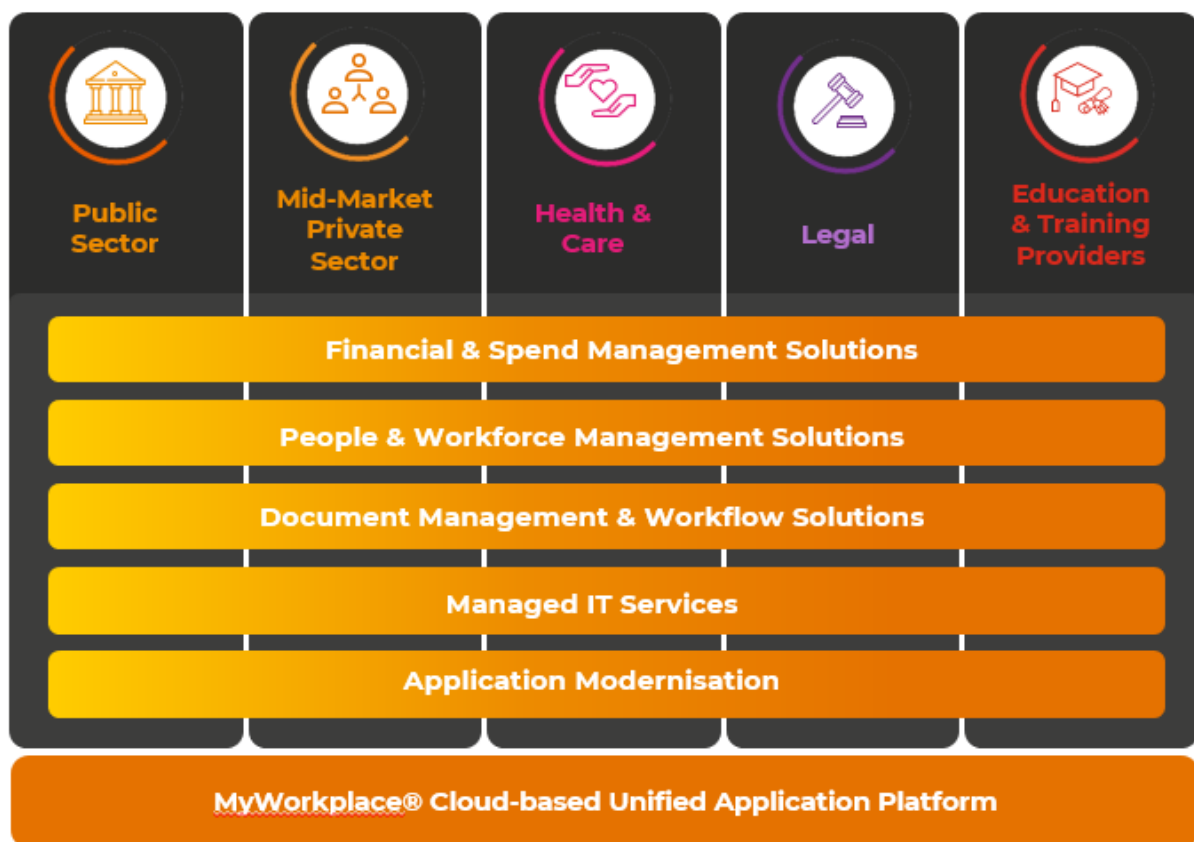 Public
Sector
Mid-Market
Private
Sector
Health &
Care
Legal
Education
& Training
Providers
Financial & Spend Management Solutions
People & Workforce Management Solutions
Document Management & Workflow Solutions
Managed IT Services
Application Modernisation
MyWorkplace® Cloud-based Unified Application Platform